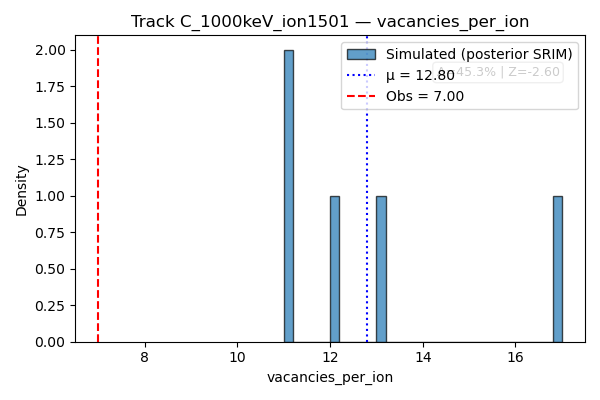 Track C_1000keV_ion1501 — vacancies_per_ion
Simulated (posterior SRIM)
μ = 12.80
Obs = 7.00
45.3% | Z=-2.60
Density
2.00
1.75
1.50
1.25
1.00
0.75
0.50
0.25
0.00
8
10
12
14
16
vacancies_per_ion